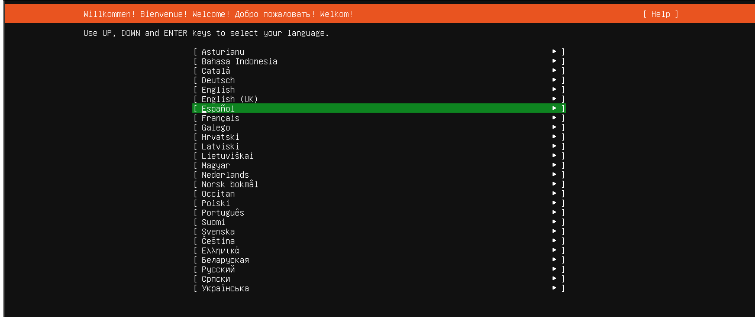 Willkommen! Bienvenue! Welcome! Добро пожаловать! Welkom! [ Help ]
Use UP, DOWN and ENTER keys to select your language.
[ Asturianu ▸ ]
[ Bahasa Indonesia ▸ ]
[ Català ▸ ]
[ Deutsch ▸ ]
[ English ▸ ]
[ English (UK) ▸ ]
[ Español ▸ ]
[ Français ▸ ]
[ Galego ▸ ]
[ Hrvatski ▸ ]
[ Latviski ▸ ]
[ Lietuviškai ▸ ]
[ Magyar ▸ ]
[ Nederlands ▸ ]
[ Norsk bokmål ▸ ]
[ Occitan ▸ ]
[ Polski ▸ ]
[ Português ▸ ]
[ Suomi ▸ ]
[ Svenska ▸ ]
[ Čeština ▸ ]
[ Ελληνικά ▸ ]
[ Беларуская ▸ ]
[ Русский ▸ ]
[ Српски ▸ ]
[ Українська ▸ ]